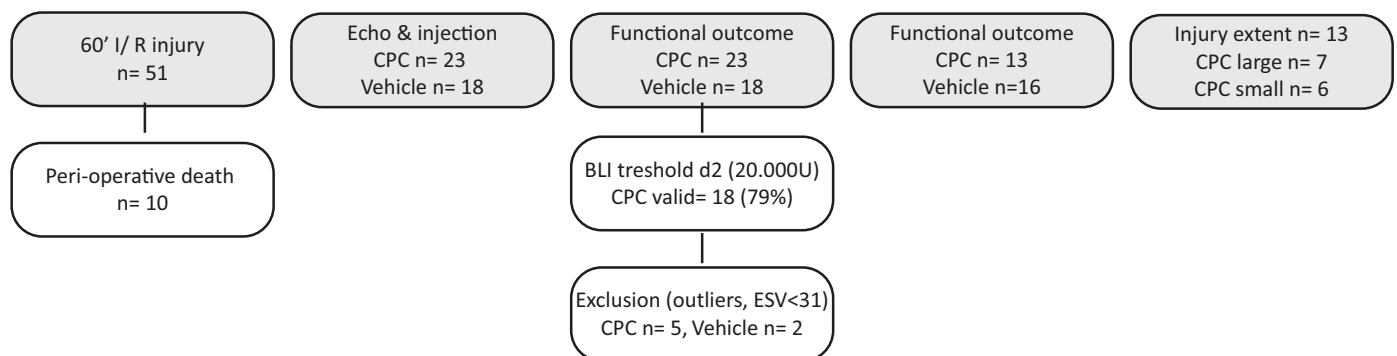 60' I/ R injury
n= 51
Peri-operative death
n= 10
Echo & injection
CPC n= 23
Vehicle n= 18
Functional outcome
CPC n= 23
Vehicle n= 18
BLI treshold d2 (20.000U)
CPC valid= 18 (79%)
Exclusion (outliers, ESV<31)
CPC n= 5, Vehicle n= 2
Functional outcome
CPC n= 13
Vehicle n=16
Injury extent n= 13
CPC large n= 7
CPC small n= 6